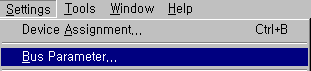 Settings Tools Window Help
Device Assignment... Ctrl+B
Bus Parameter...